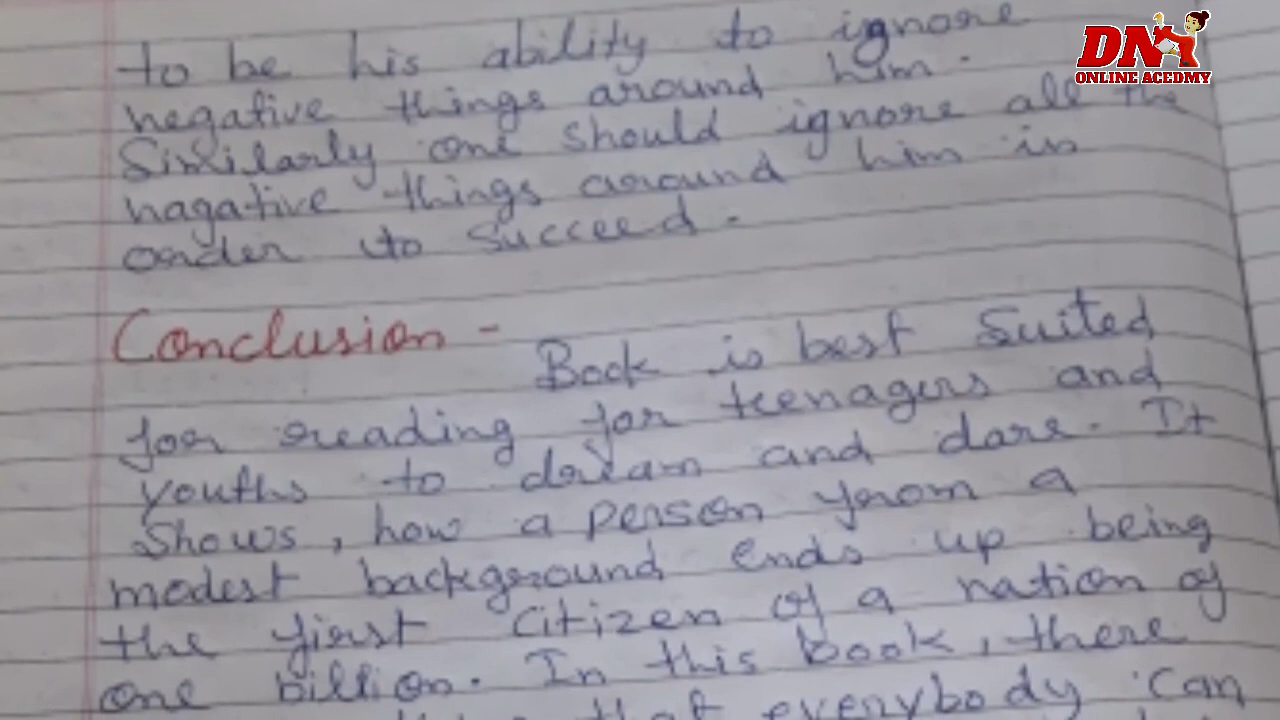 to be his ability to ignore
negative things around him.
Similarly one should ignore all the
nagative things around him in
order to succeed.
Conclusion -
Book is best suited
for reading for teenagers and
youths to dream and dare. It
shows, how a person from a
modest background ends up being
the first citizen of a nation of
one billion. In this book, there
that everybody can
DNA
ONLINE ACEDMY